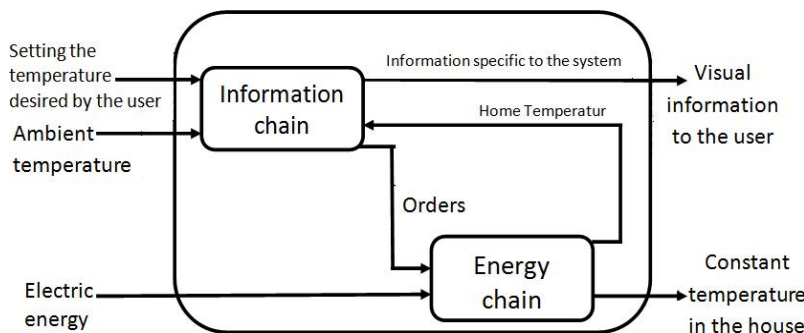 Setting the
temperature
desired by the user
Ambient
temperature
Information
chain
Information specific to the system
Visual
information
to the user
Home Temperatur
Orders
Electric
energy
Energy
chain
Constant
temperature
in the house